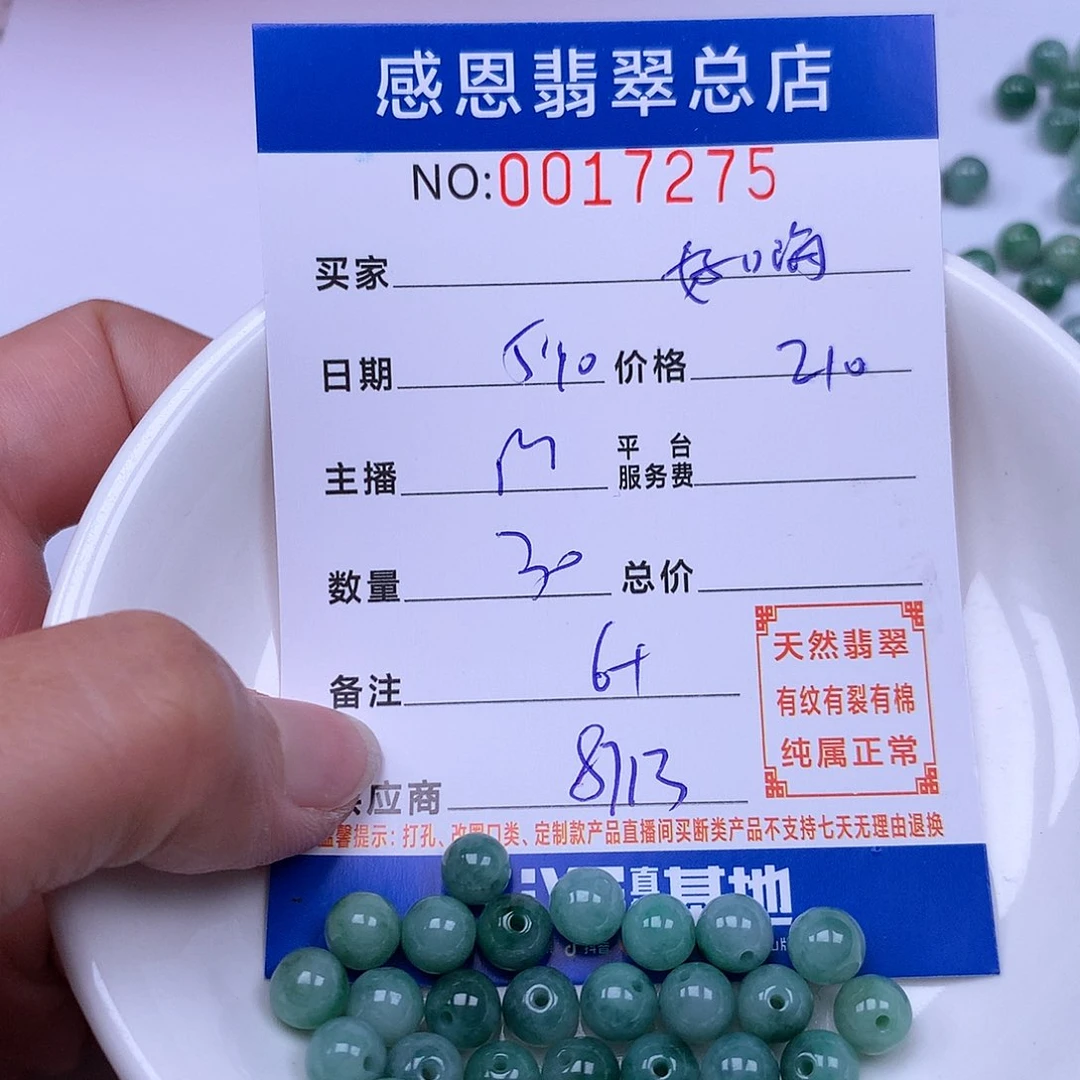 感恩翡翠总店
NO:0017275
买家
日期 5/10 价格 210
主播 M 平台服务费
数量 30 总价
备注 6+
天然翡翠
有纹有裂有棉
纯属正常
应商 8713
馨提示：打孔、改圈口类、定制款产品直播间买断类产品不支持七天无理由退换
基地